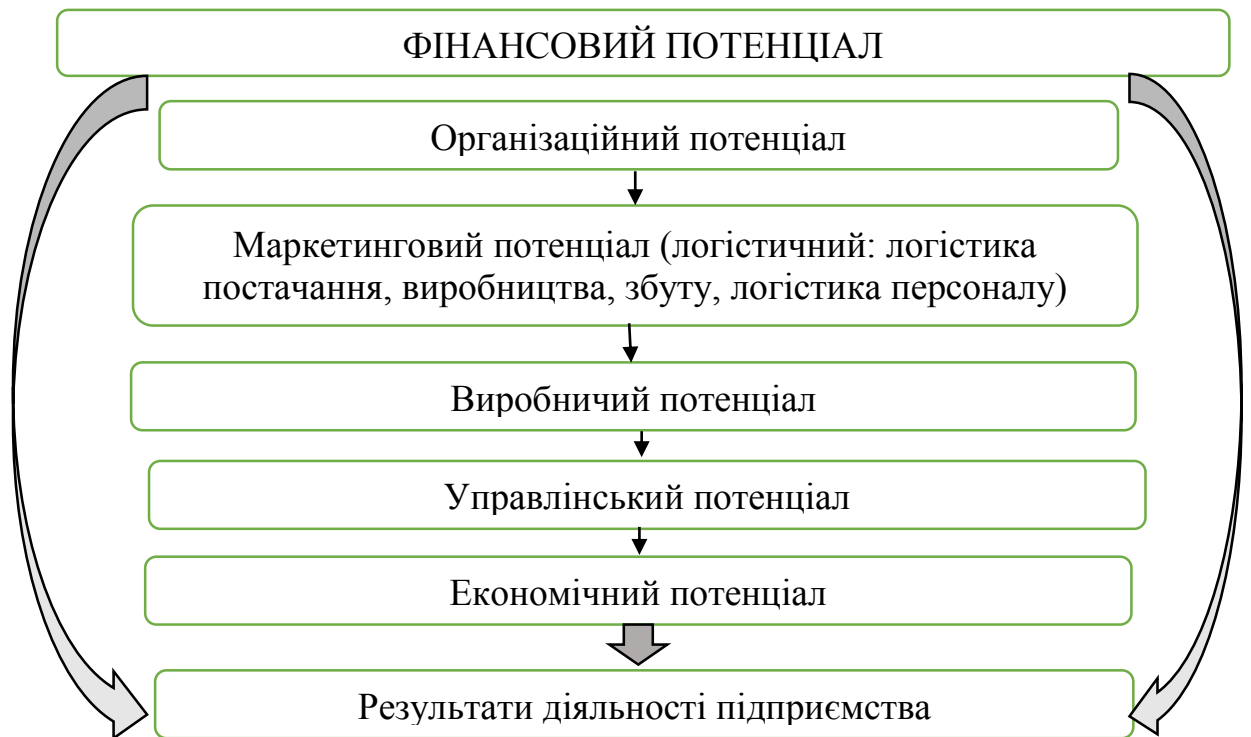 ФІНАНСОВИЙ ПОТЕНЦІАЛ
Організаційний потенціал
Маркетинговий потенціал (логістичний: логістика
постачання, виробництва, збуту, логістика персоналу)
Виробничий потенціал
Управлінський потенціал
Економічний потенціал
Результати діяльності підприємства